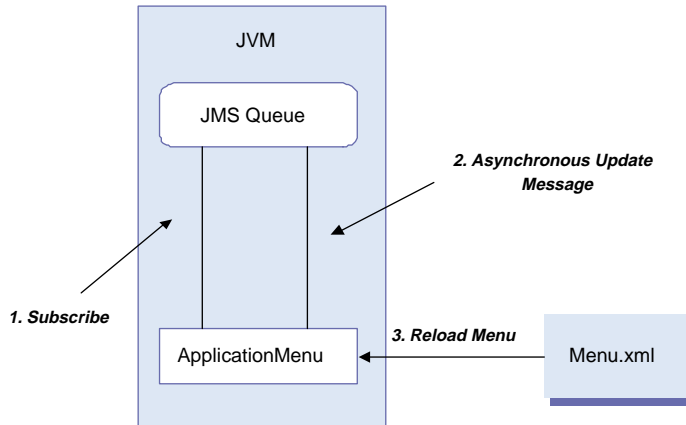 JVM
JMS Queue
2. Asynchronous Update
Message
1. Subscribe
ApplicationMenu
3. Reload Menu
Menu.xml